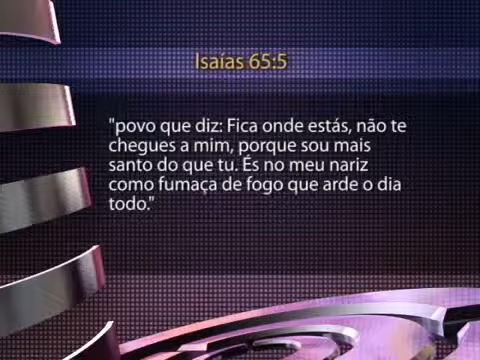 Isaías 65:5
"povo que diz: Fica onde estás, não te
chegues a mim, porque sou mais
santo do que tu. És no meu nariz
como fumaça de fogo que arde o dia
todo."